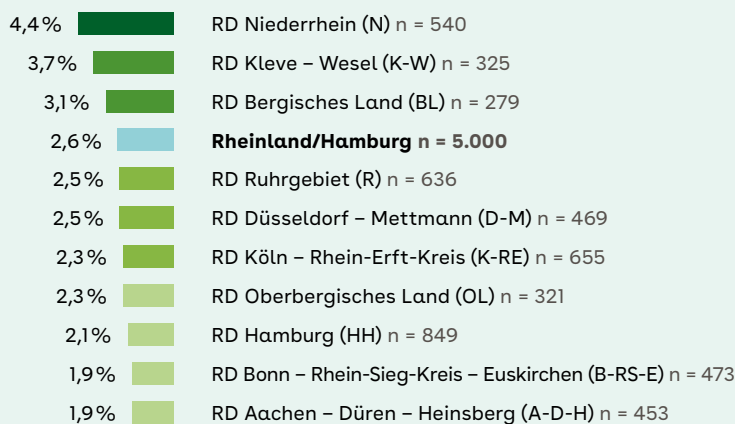 4,4% RD Niederrhein (N) n = 540
3,7% RD Kleve – Wesel (K-W) n = 325
3,1% RD Bergisches Land (BL) n = 279
2,6% Rheinland/Hamburg n = 5.000
2,5% RD Ruhrgebiet (R) n = 636
2,5% RD Düsseldorf – Mettmann (D-M) n = 469
2,3% RD Köln – Rhein-Erft-Kreis (K-RE) n = 655
2,3% RD Oberbergisches Land (OL) n = 321
2,1% RD Hamburg (HH) n = 849
1,9% RD Bonn – Rhein-Sieg-Kreis – Euskirchen (B-RS-E) n = 473
1,9% RD Aachen – Düren – Heinsberg (A-D-H) n = 453